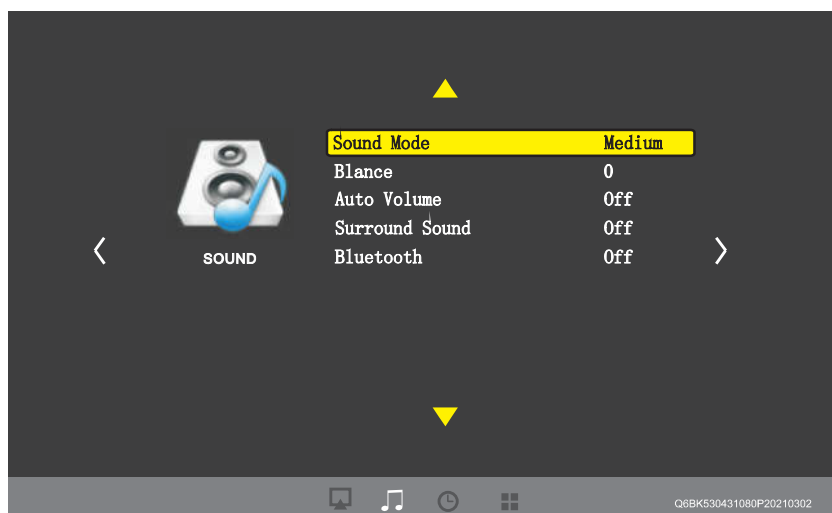 Sound Mode Medium
Blance 0
Auto Volume Off
Surround Sound Off
SOUND
Bluetooth Off
Q6BK530431080P20210302